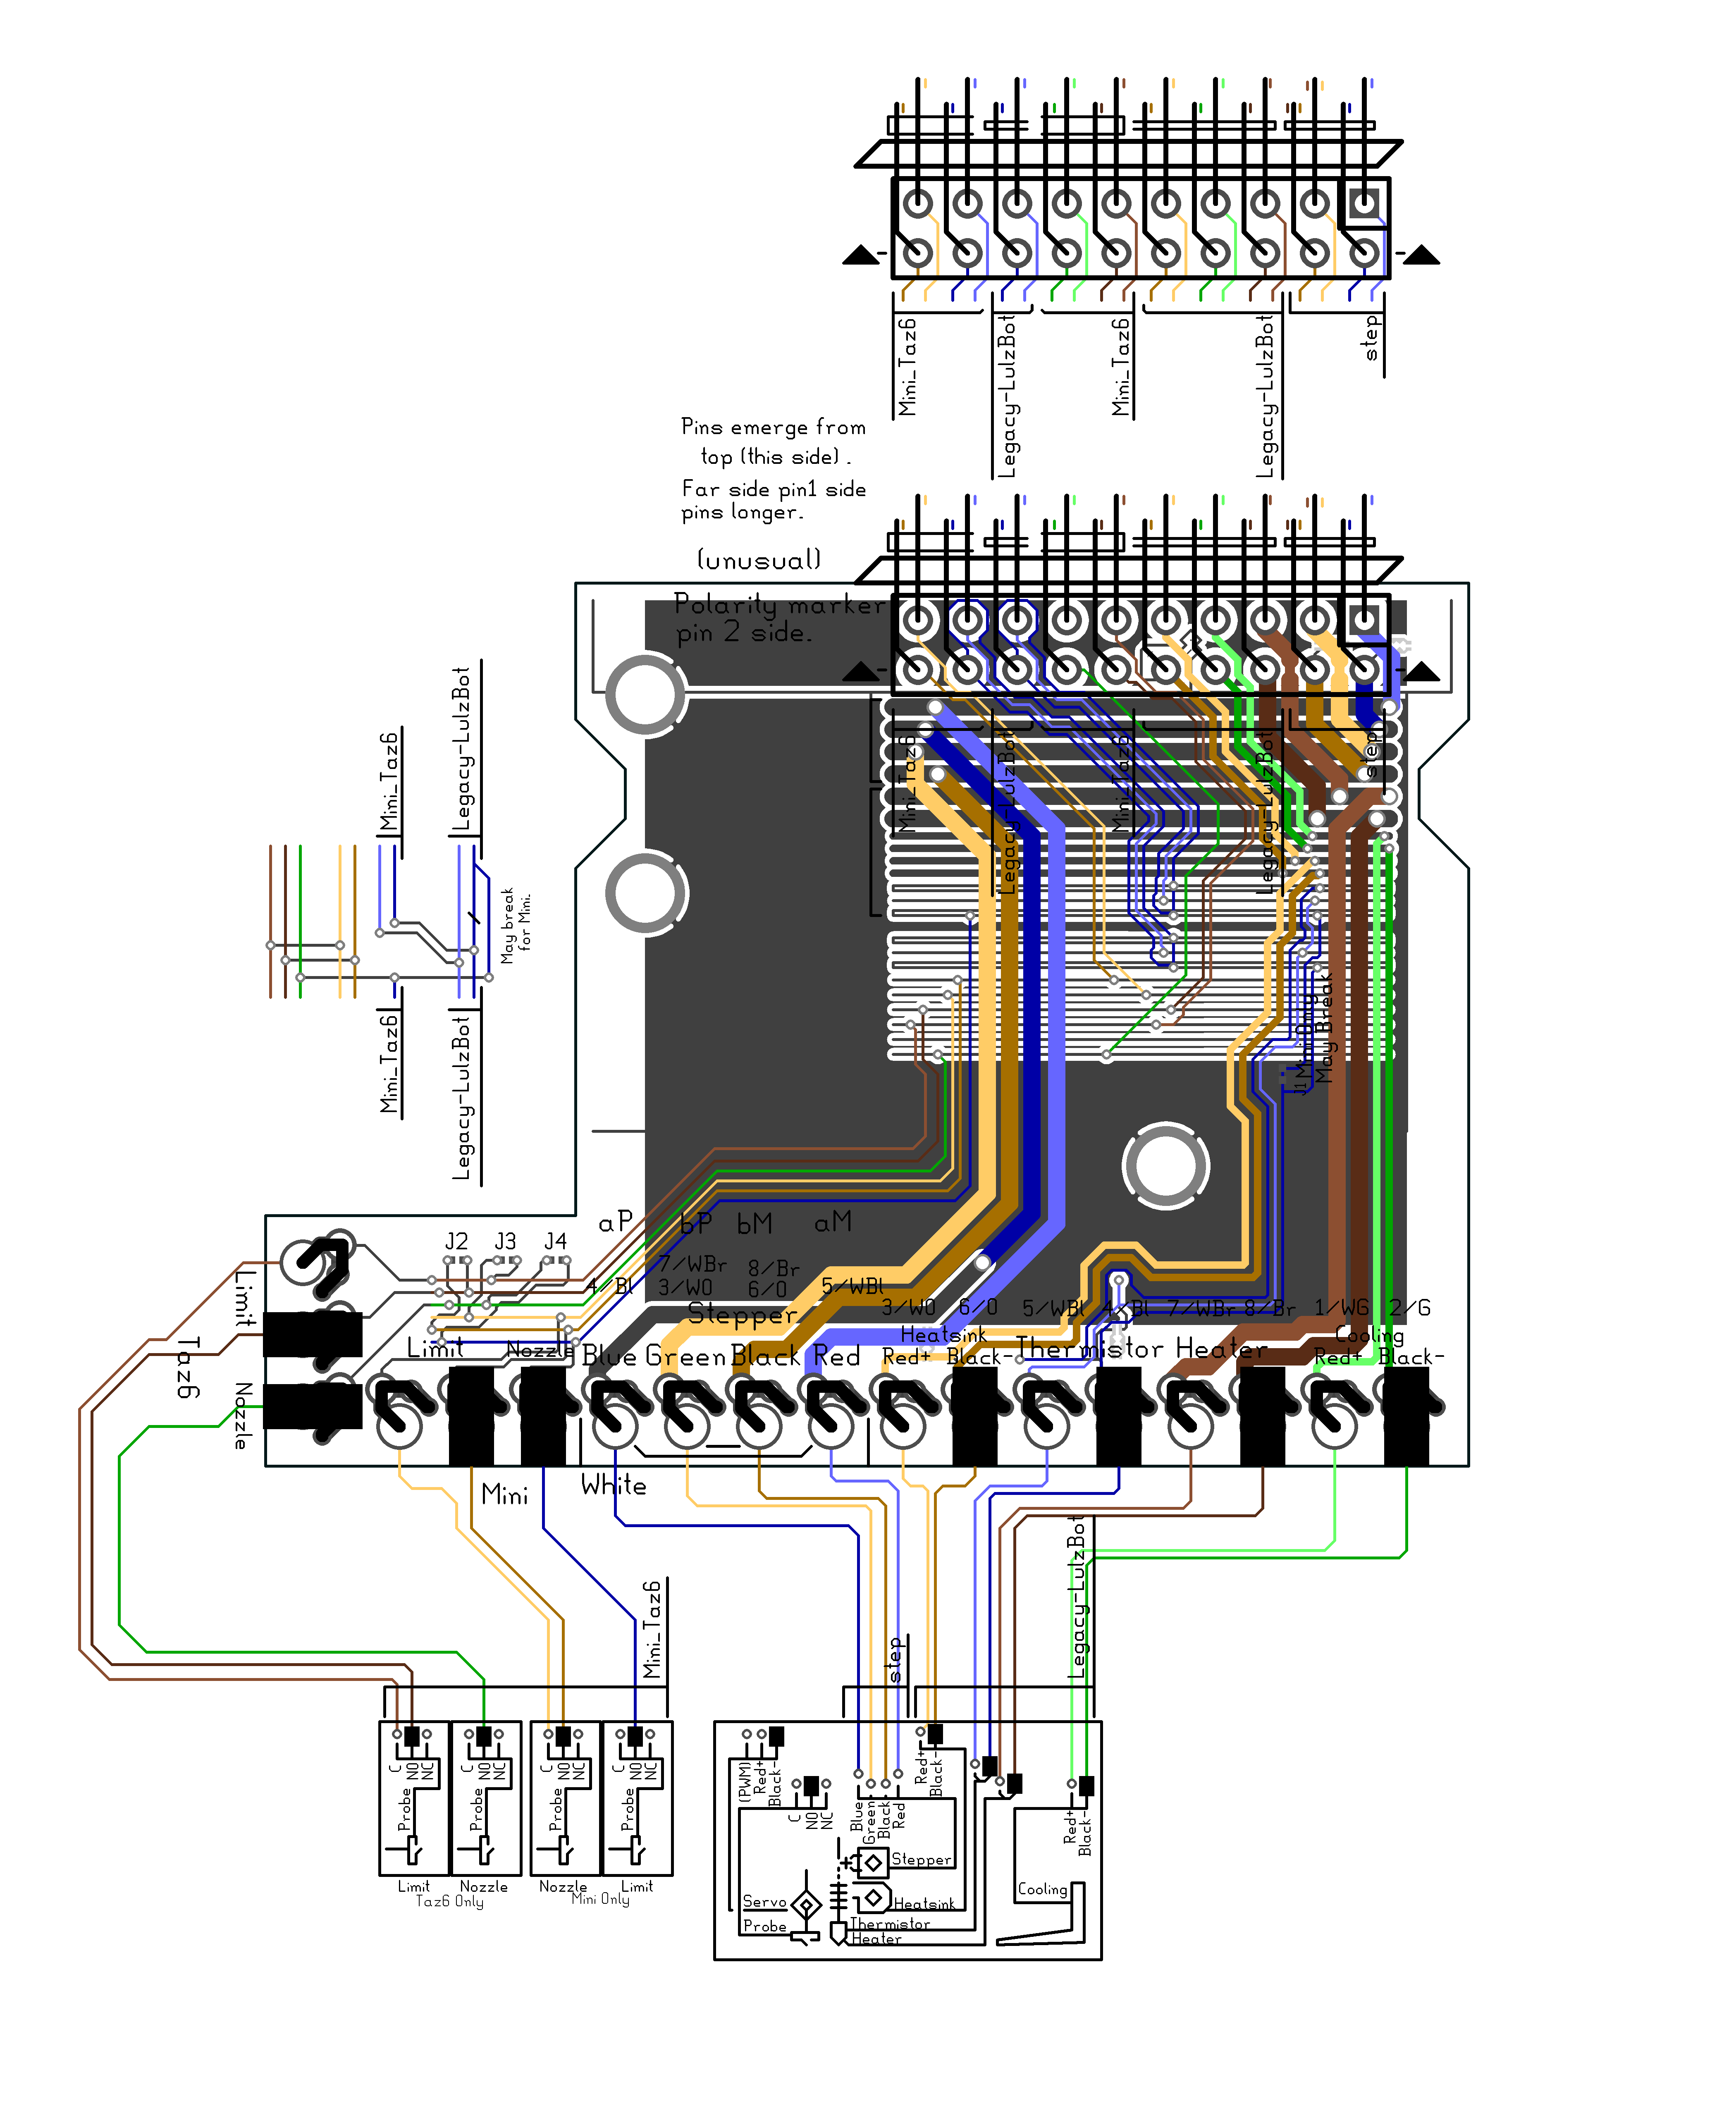 Mini_Taz6
Legacy-LulzBot
Mini_Taz6
Legacy-LulzBot
step
Pins emerge from
top (this side) .
Far side pin1 side
pins longer.
(unusual)
Polarity marker
pin 2 side.
Mini_Taz6
Legacy-LulzBot
Mini_Taz6
Legacy-LulzBot
step
Mini_Taz6
Legacy-LulzBot
May break
for Mini.
Mini_Taz6
Legacy-LulzBot
J1 Mini Only
May Break
aP
bP
bM
aM
J2
J3
J4
7/WBr
8/Br
4/Bl
3/WO
6/O
5/WBl
Stepper
3/WO
6/O
5/WBl
4/Bl
7/WBr
8/Br
1/WG
2/G
Heatsink
Thermistor
Heater
Cooling
Limit
Nozzle
Blue
Green
Black
Red
Red+
Black-
Red+
Black-
Limit
Taz6
Nozzle
Mini
White
Mini_Taz6
step
Legacy-LulzBot
C
NO
NC
Probe
C
NO
NC
Probe
C
NO
NC
Probe
C
NO
NC
Probe
Limit
Nozzle
Taz6 Only
Nozzle
Limit
Mini Only
(PWM)
Red+
Black-
C
NO
NC
Blue
Green
Black
Red
Red+
Black-
Red+
Black-
Stepper
Servo
Heatsink
Probe
Thermistor
Heater
Cooling